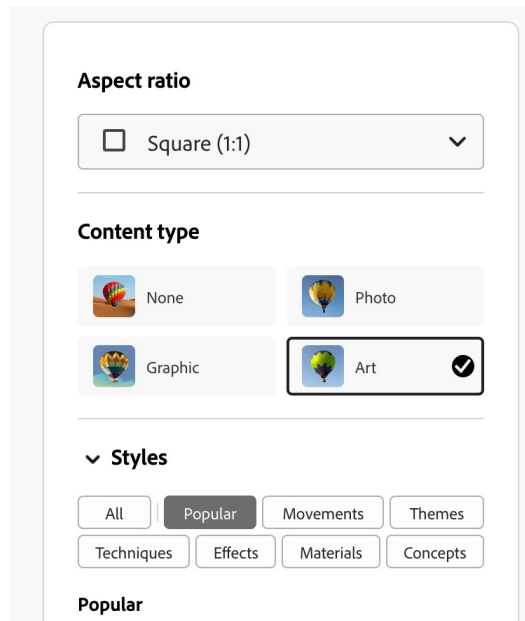 Aspect ratio
Square (1:1)
Content type
None
Photo
Graphic
Art
Styles
All
Popular
Movements
Themes
Techniques
Effects
Materials
Concepts
Popular